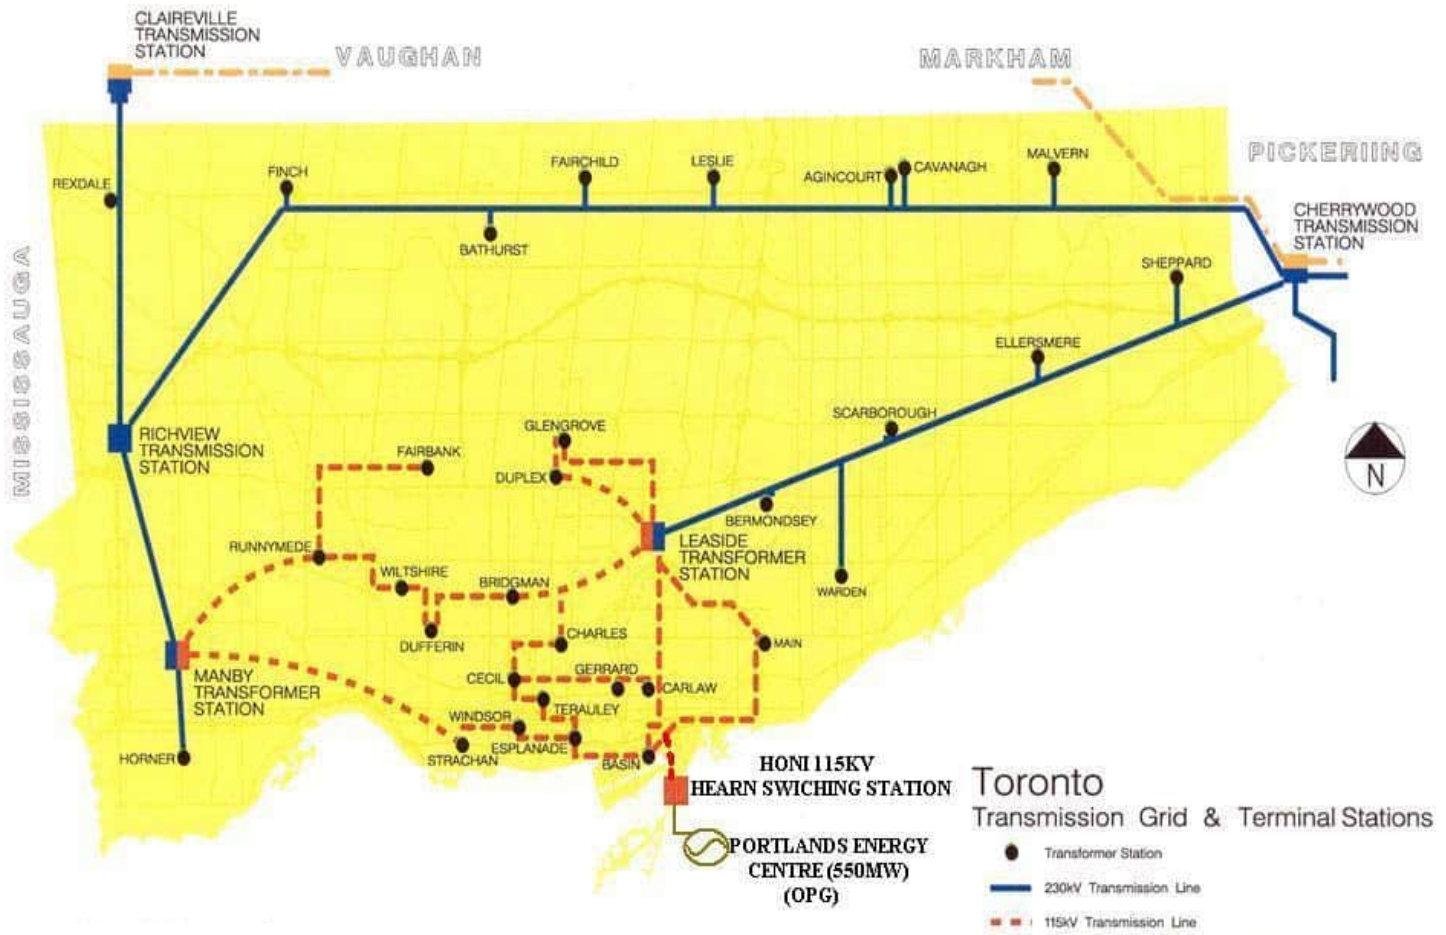 CLAIREVILLE
TRANSMISSION
STATION
VAUGHAN
MARKHAM
PICKERIING
MISSISSAUGA
REXDALE
FINCH
BATHURST
FAIRCHILD
LESLIE
AGINCOURT
CAVANAGH
MALVERN
CHERRYWOOD
TRANSMISSION
STATION
SHEPPARD
ELLERSMERE
SCARBOROUGH
BERMONDSEY
WARDEN
RICHVIEW
TRANSMISSION
STATION
FAIRBANK
GLENGROVE
DUPLEX
RUNNYMEDE
WILTSHIRE
BRIDGMAN
DUFFERIN
LEASIDE
TRANSFORMER
STATION
CHARLES
MAIN
CECIL
GERRARD
CARLAW
TERAULEY
WINDSOR
ESPLANADE
STRACHAN
BASIN
MANBY
TRANSFORMER
STATION
HORNER
N
HONI 115KV
HEARN SWICHING STATION
PORTLANDS ENERGY
CENTRE (550MW)
(OPG)
Toronto
Transmission Grid & Terminal Stations
Transformer Station
230kV Transmission Line
115kV Transmission Line